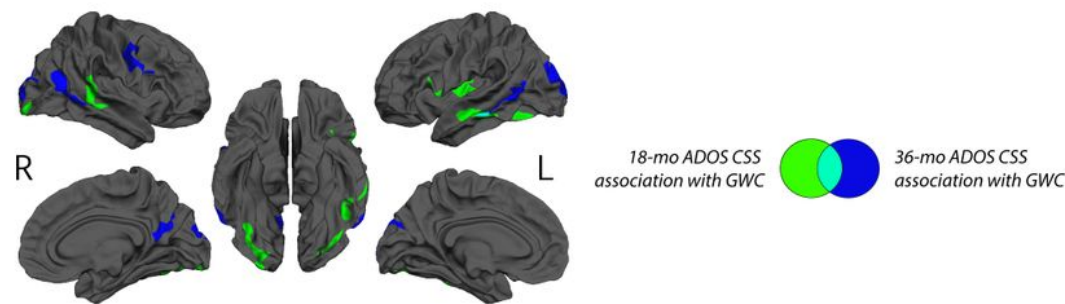 R
L
18-mo ADOS CSS
association with GWC
36-mo ADOS CSS
association with GWC